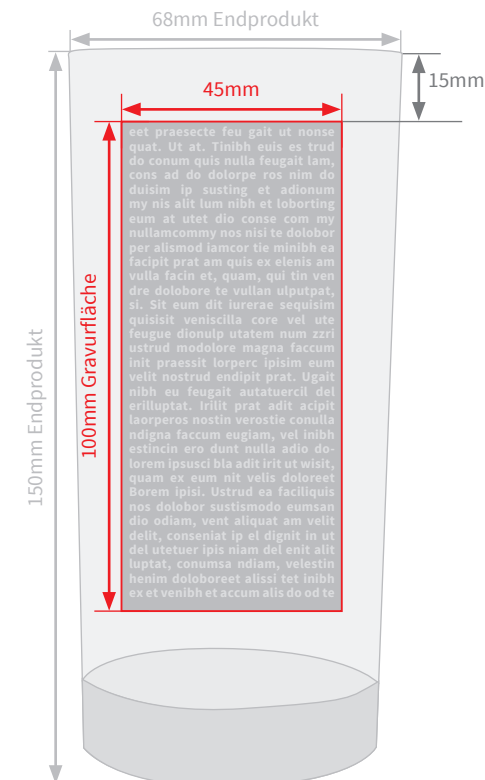 68mm Endprodukt
15mm
45mm
100mm Gravurfläche
150mm Endprodukt
eet praesecte feu gait ut nonse
quat. Ut at. Tinibh euis es trud
do conum quis nulla feugait lam,
cons ad do dolorpe ros nim do
duisim ip susting et adionum
my nis alit lum nibh et loborting
eum at utet dio conse com my
nullamcommy nos nisi te dolobor
per alismod iamcor tie minibh ea
facipit prat am quis ex elenis am
vulla facin et, quam, qui tin ven
dre dolobore te vullan ulputpat,
si. Sit eum dit iurerae sequisim
quisisit veniscilla core vel ute
feugue dionulp utatem num zzri
ustrud modolore magna faccum
init praessit lorperc ipisim eum
velit nostrud endipit prat. Ugait
nibh eu feugait autatuercil del
erilluptat. Irilit prat adit acipit
laorperos nostin verostie conulla
ndigna faccum eugiam, vel inibh
estincin ero dunt nulla adio do-
lorem ipsusci bla adit irit ut wisit,
quam ex eum nit velis doloreet
Borem ipisi. Ustrud ea faciliquis
nos dolobor sustismodo eumsan
dio odiam, vent aliquat am velit
delit, conseniat ip el dignit in ut
del utetuer ipis niam del enit alit
luptat, conumsa ndiam, velestin
henim doloboreet alissi tet inibh
ex et venibh et accum alis do od te